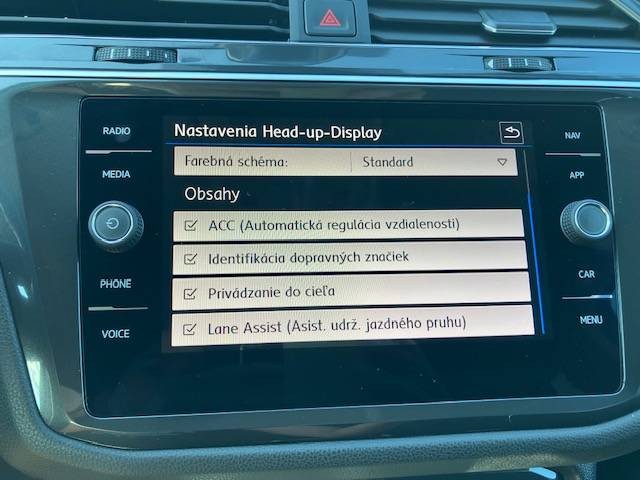 RADIO
MEDIA
PHONE
VOICE
Nastavenia Head-up-Display
Farebná schéma: Standard
Obsahy
ACC (Automatická regulácia vzdialenosti)
Identifikácia dopravných značiek
Privádzanie do cieľa
Lane Assist (Asist. udrž. jazdného pruhu)
NAV
APP
CAR
MENU